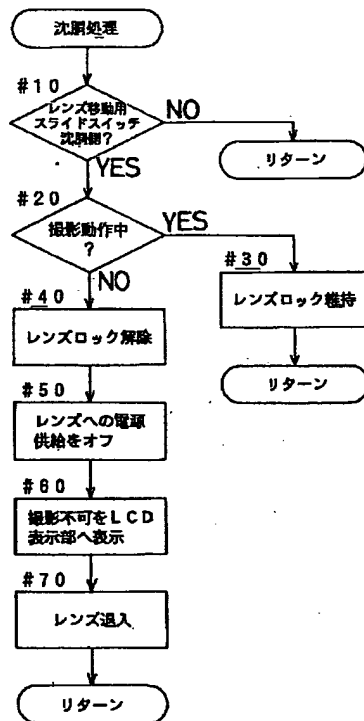 沈胴処理
#10
レンズ移動用
スライドスイッチ
沈胴側?
NO
リターン
YES
#20
撮影動作中
?
YES
#30
レンズロック維持
リターン
NO
#40
レンズロック解除
#50
レンズへの電源
供給をオフ
#60
撮影不可をLCD
表示部へ表示
#70
レンズ退入
リターン